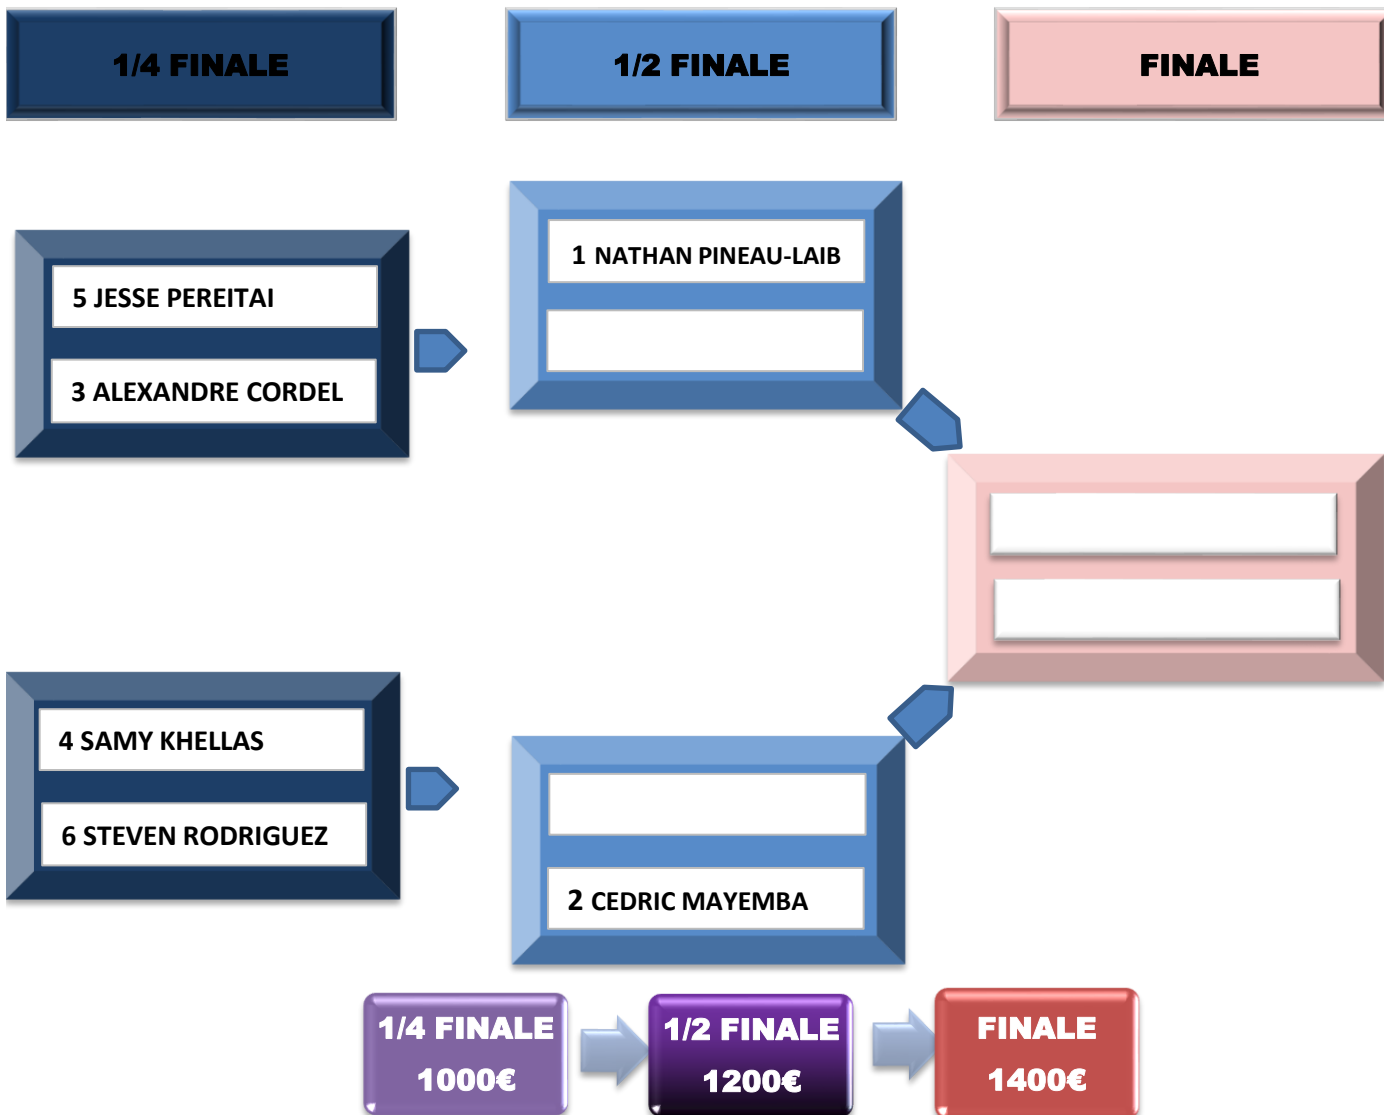 1/4 FINALE
1/2 FINALE
FINALE
5 JESSE PEREITAI
3 ALEXANDRE CORDEL
1 NATHAN PINEAU-LAIB
4 SAMY KHELLAS
6 STEVEN RODRIGUEZ
2 CEDRIC MAYEMBA
1/4 FINALE
1000€
1/2 FINALE
1200€
FINALE
1400€